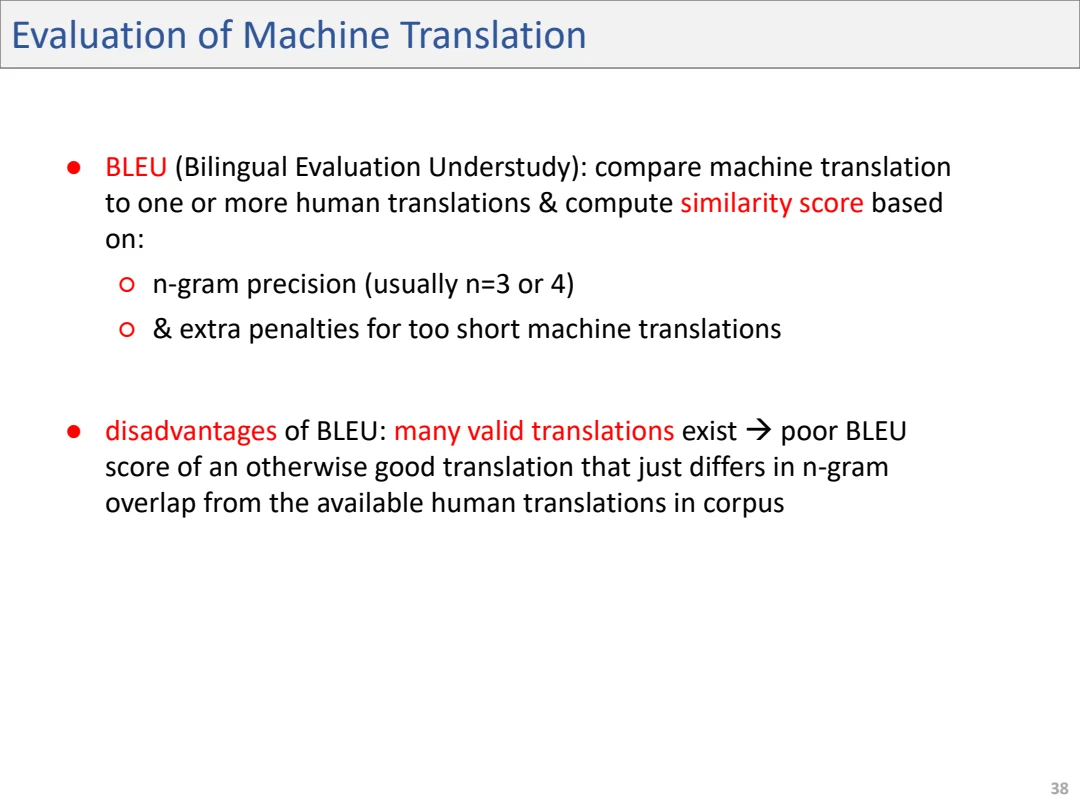 Evaluation of Machine Translation
● BLEU (Bilingual Evaluation Understudy): compare machine translation
to one or more human translations & compute similarity score based
on:
○ n-gram precision (usually n=3 or 4)
○ & extra penalties for too short machine translations
● disadvantages of BLEU: many valid translations exist → poor BLEU
score of an otherwise good translation that just differs in n-gram
overlap from the available human translations in corpus
38